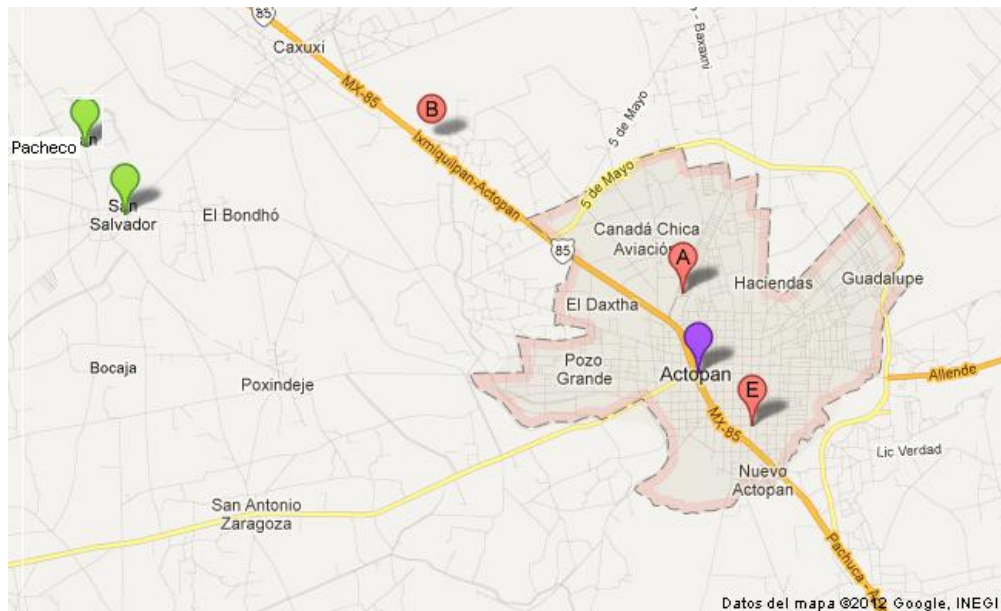 85
Caxuxi
MX-85
B
5 de Mayo
- Baxaxni
Ixmiquilpan-Actopan
Pacheco
San
Salvador
El Bondhó
5 de Mayo
85
Canadá Chica
Aviación
A
Haciendas
Guadalupe
El Daxtha
Bocaja
Poxindeje
Pozo
Grande
Actopan
E
Allende
MX-85
Lic Verdad
Nuevo
Actopan
San Antonio
Zaragoza
Pachuca - A
Datos del mapa ©2012 Google, INEGI